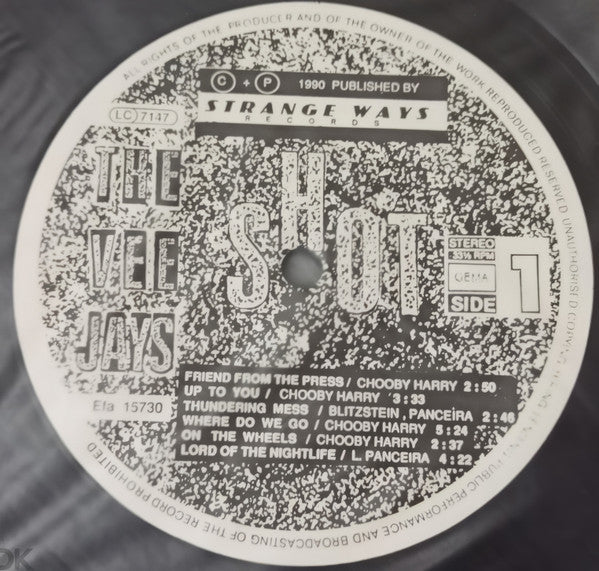 ALL RIGHTS OF THE PRODUCER AND OF THE OWNER OF THE WORK REPRODUCED RESERVED UNAUTHORISED COPYING PUBLIC PERFORMANCE AND BROADCASTING OF THE RECORD PROHIBITED
C + P 1990 PUBLISHED BY
STRANGE WAYS
RECORDS
LC 7147
THE
VEE
JAYS
SHOT
STEREO
33⅓ RPM
GEMA
SIDE
1
FRIEND FROM THE PRESS / CHOOBY HARRY 2:50
UP TO YOU / CHOOBY HARRY 3:33
THUNDERING MESS / BLITZSTEIN, PANCEÍRA 2:46
WHERE DO WE GO / CHOOBY HARRY 5:24
ON THE WHEELS / CHOOBY HARRY 2:37
LORD OF THE NIGHTLIFE / L. PANCEIRA 4:22
Efa 15730
OK